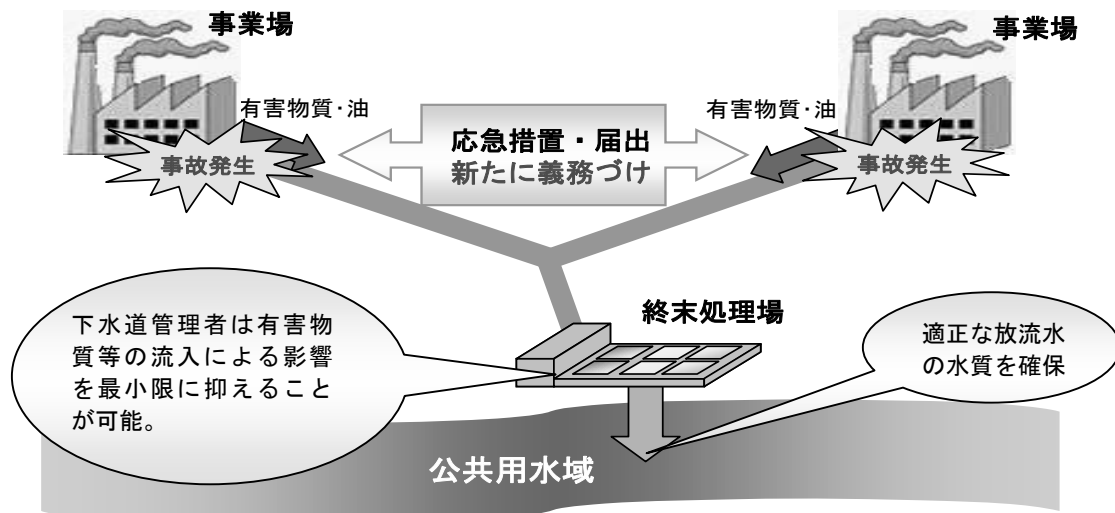 事業場
事業場
有害物質・油
有害物質・油
応急措置・届出
新たに義務づけ
事故発生
事故発生
終末処理場
下水道管理者は有害物
質等の流入による影響
を最小限に抑えること
が可能。
適正な放流水
の水質を確保
公共用水域